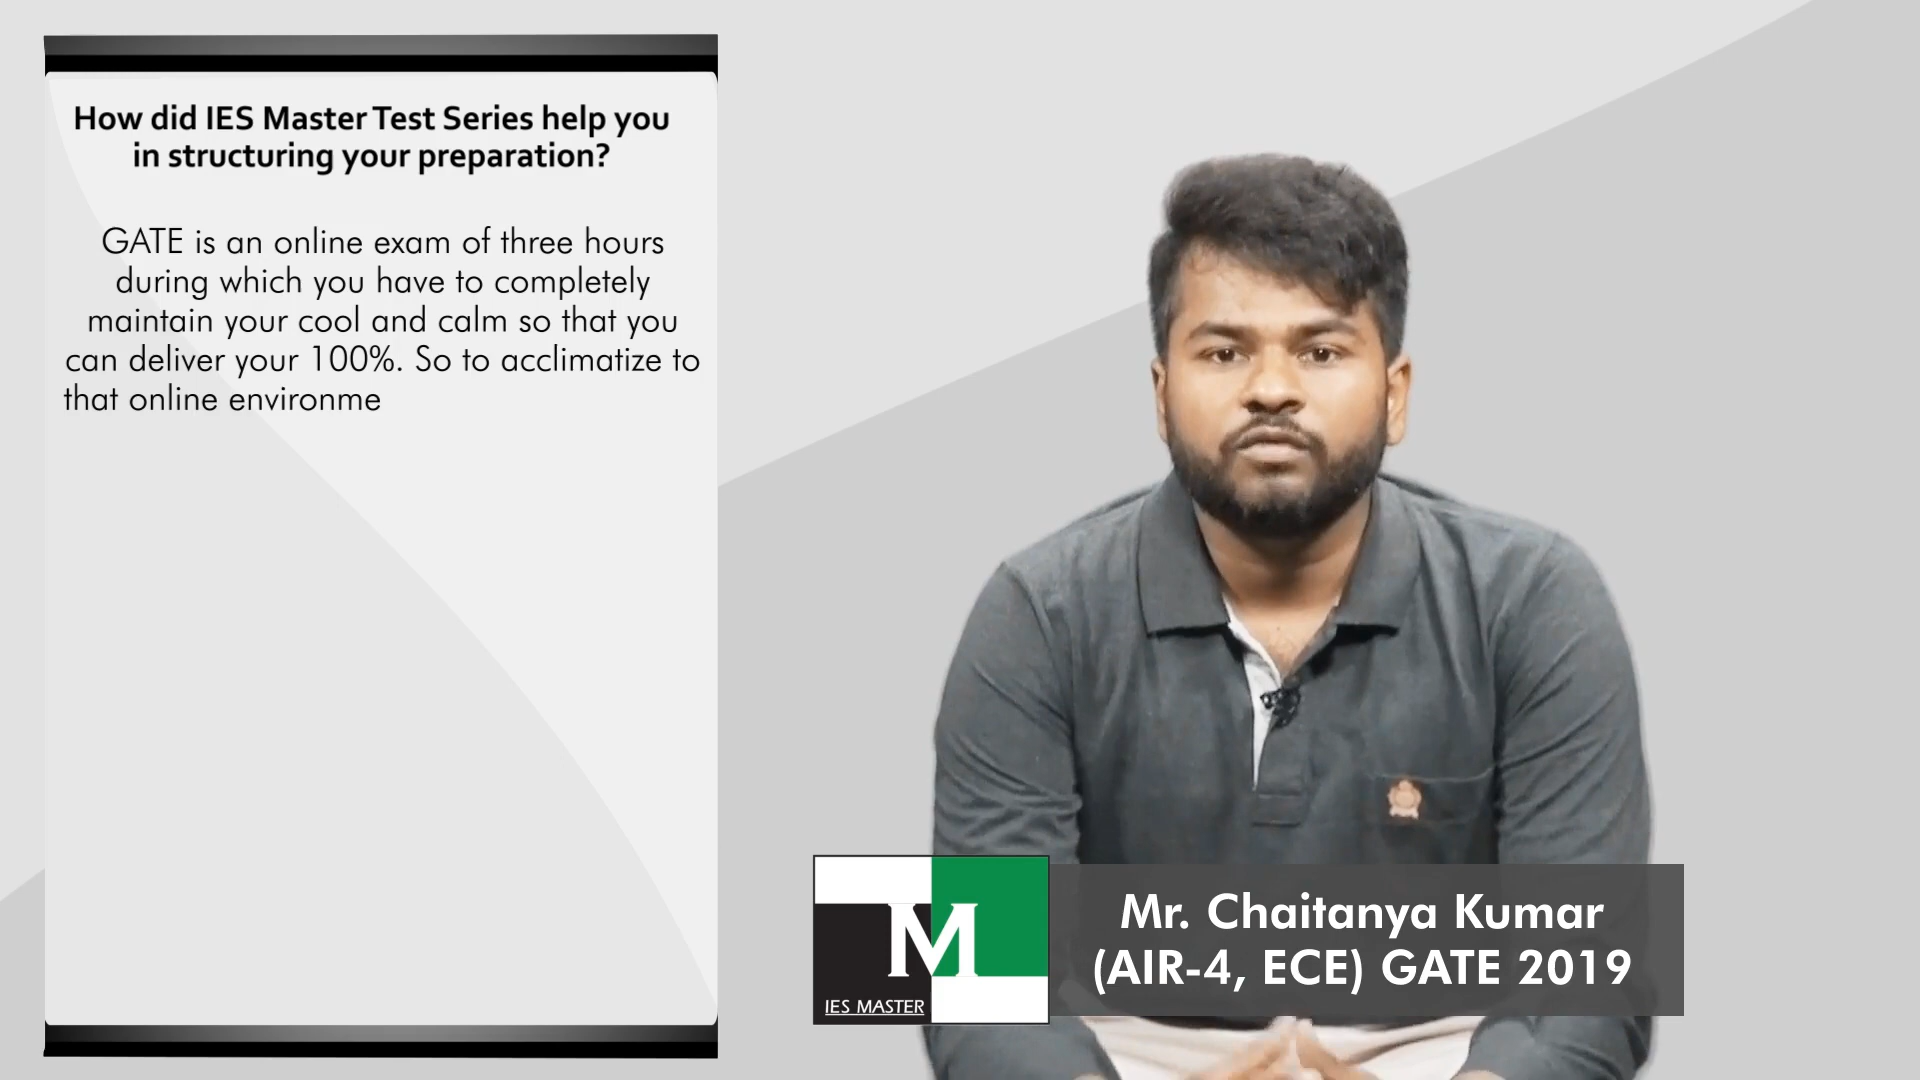 How did IES Master Test Series help you
in structuring your preparation?
GATE is an online exam of three hours
during which you have to completely
maintain your cool and calm so that you
can deliver your 100%. So to acclimatize to
that online environme
M
IES MASTER
Mr. Chaitanya Kumar
(AIR-4, ECE) GATE 2019